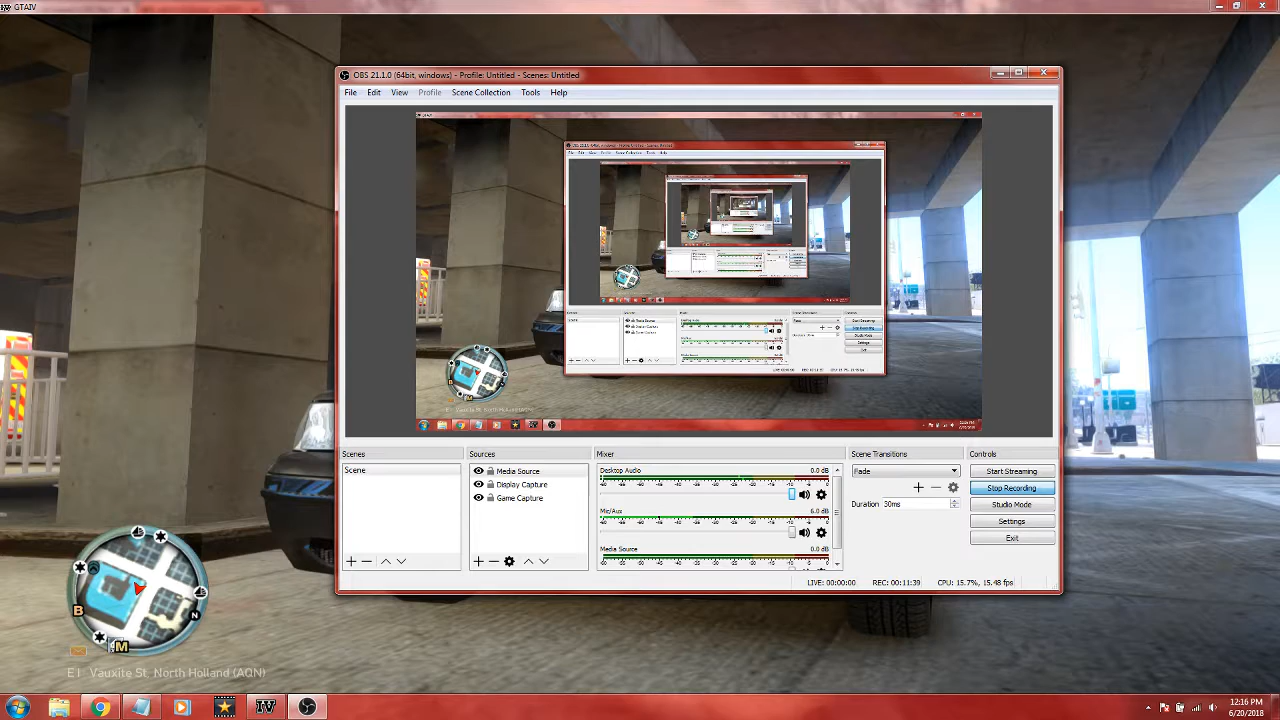 GTAIV
OBS 21.1.0 (64bit, windows) - Profile: Untitled - Scenes: Untitled
File Edit View Profile Scene Collection Tools Help
Scenes Sources Mixer Scene Transitions Controls
Scene
Media Source
Display Capture
Game Capture
Desktop Audio 0.0 dB
Mic/Aux 6.0 dB
Media Source 0.0 dB
Fade
Duration 30ms
Start Streaming
Stop Recording
Studio Mode
Settings
Exit
LIVE: 00:00:00 REC: 00:11:39 CPU: 15.7%, 15.48 fps
B
N
M
E I Vauxite St, North Holland (AQN)
IV
12:16 PM
6/20/2018